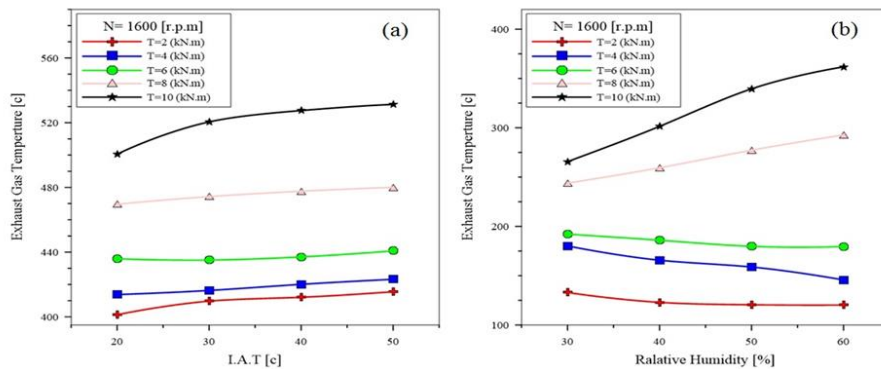 N= 1600 [r.p.m]
T=2 (kN.m)
T=4 (kN.m)
T=6 (kN.m)
T=8 (kN.m)
T=10 (kN.m)
(a)
560
520
480
440
400
20 30 40 50
Exhaust Gas Temperture [c]
I.A.T [c]
N= 1600 [r.p.m]
T=2 (kN.m)
T=4 (kN.m)
T=6 (kN.m)
T=8 (kN.m)
T=10 (kN.m)
(b)
400
300
200
100
30 40 50 60
Exhaust Gas Temperture [c]
Ralative Humidity [%]